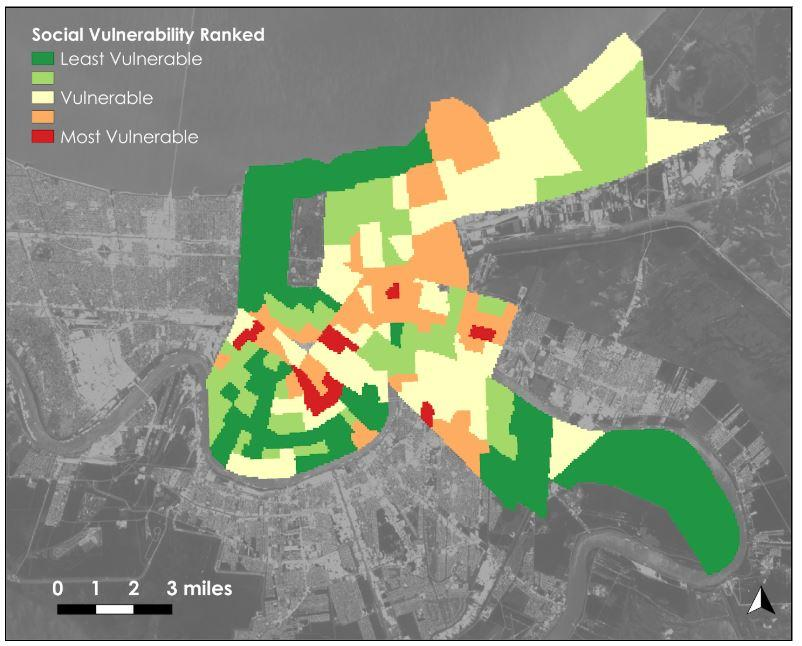 Social Vulnerability Ranked
Least Vulnerable
Vulnerable
Most Vulnerable
0 1 2 3 miles